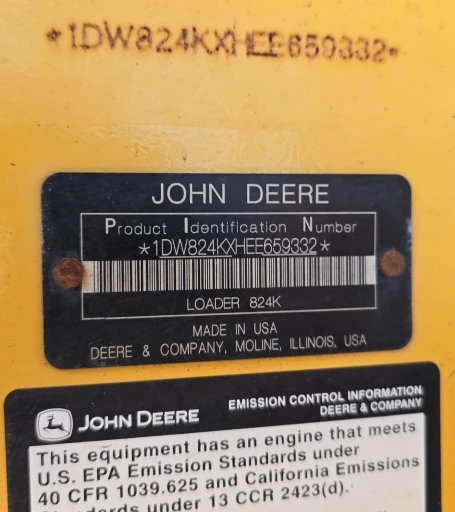 *1DW824KXHEE659332*
JOHN DEERE
Product Identification Number
*1DW824KXHEE659332*
LOADER 824K
MADE IN USA
DEERE & COMPANY, MOLINE, ILLINOIS, USA
JOHN DEERE
EMISSION CONTROL INFORMATION
DEERE & COMPANY
This equipment has an engine that meets
U.S. EPA Emission Standards under
40 CFR 1039.625 and California Emissions
Standards under 13 CCR 2423(d).